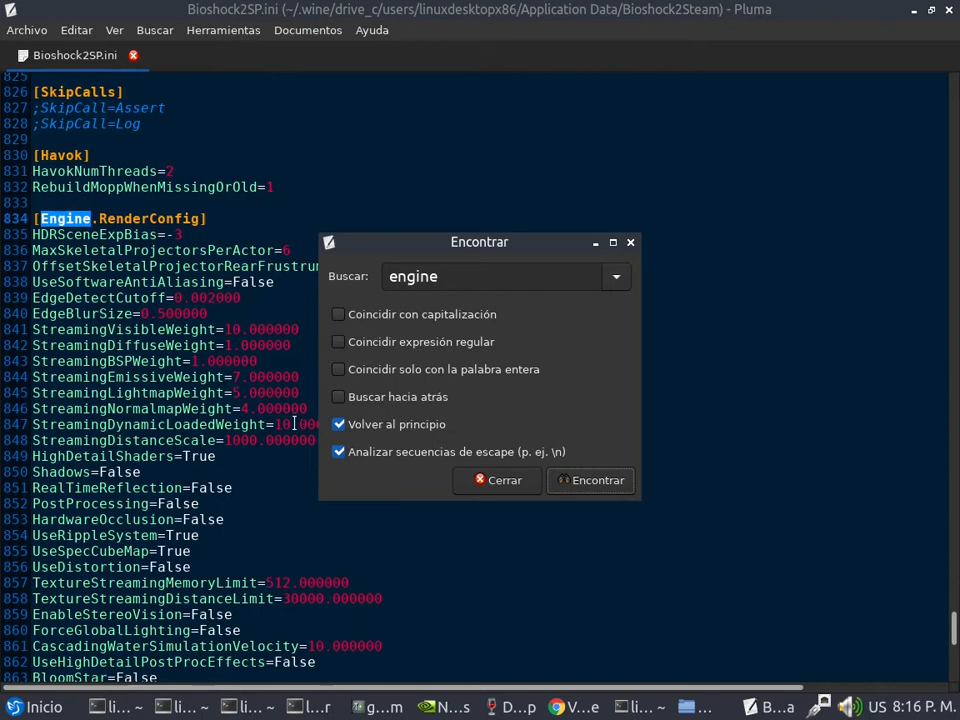 Bioshock2SP.ini (~/.wine/drive_c/users/linuxdesktopx86/Application Data/Bioshock2Steam) - Pluma
Archivo Editar Ver Buscar Herramientas Documentos Ayuda
Bioshock2SP.ini
825
826 [SkipCalls]
827 ;SkipCall=Assert
828 ;SkipCall=Log
829
830 [Havok]
831 HavokNumThreads=2
832 RebuildMoppWhenMissingOrOld=1
833
834 [Engine.RenderConfig]
835 HDRSceneExpBias=-3
836 MaxSkeletalProjectorsPerActor=6
837 OffsetSkeletalProjectorRearFrustrum
838 UseSoftwareAntiAliasing=False
839 EdgeDetectCutoff=0.002000
840 EdgeBlurSize=0.500000
841 StreamingVisibleWeight=10.000000
842 StreamingDiffuseWeight=1.000000
843 StreamingBSPWeight=1.000000
844 StreamingEmissiveWeight=7.000000
845 StreamingLightmapWeight=5.000000
846 StreamingNormalmapWeight=4.000000
847 StreamingDynamicLoadedWeight=10.00
848 StreamingDistanceScale=1000.000000
849 HighDetailShaders=True
850 Shadows=False
851 RealTimeReflection=False
852 PostProcessing=False
853 HardwareOcclusion=False
854 UseRippleSystem=True
855 UseSpecCubeMap=True
856 UseDistortion=False
857 TextureStreamingMemoryLimit=512.000000
858 TextureStreamingDistanceLimit=30000.000000
859 EnableStereoVision=False
860 ForceGlobalLighting=False
861 CascadingWaterSimulationVelocity=10.000000
862 UseHighDetailPostProcEffects=False
863 BloomStar=False
Encontrar
Buscar: engine
Coincidir con capitalización
Coincidir expresión regular
Coincidir solo con la palabra entera
Buscar hacia atrás
Volver al principio
Analizar secuencias de escape (p. ej. \n)
Cerrar Encontrar
Inicio li... ~ li... ~ li... ~ l...r g...m N...s D...p V...e li... ~ ... B...a US 8:16 P. M.